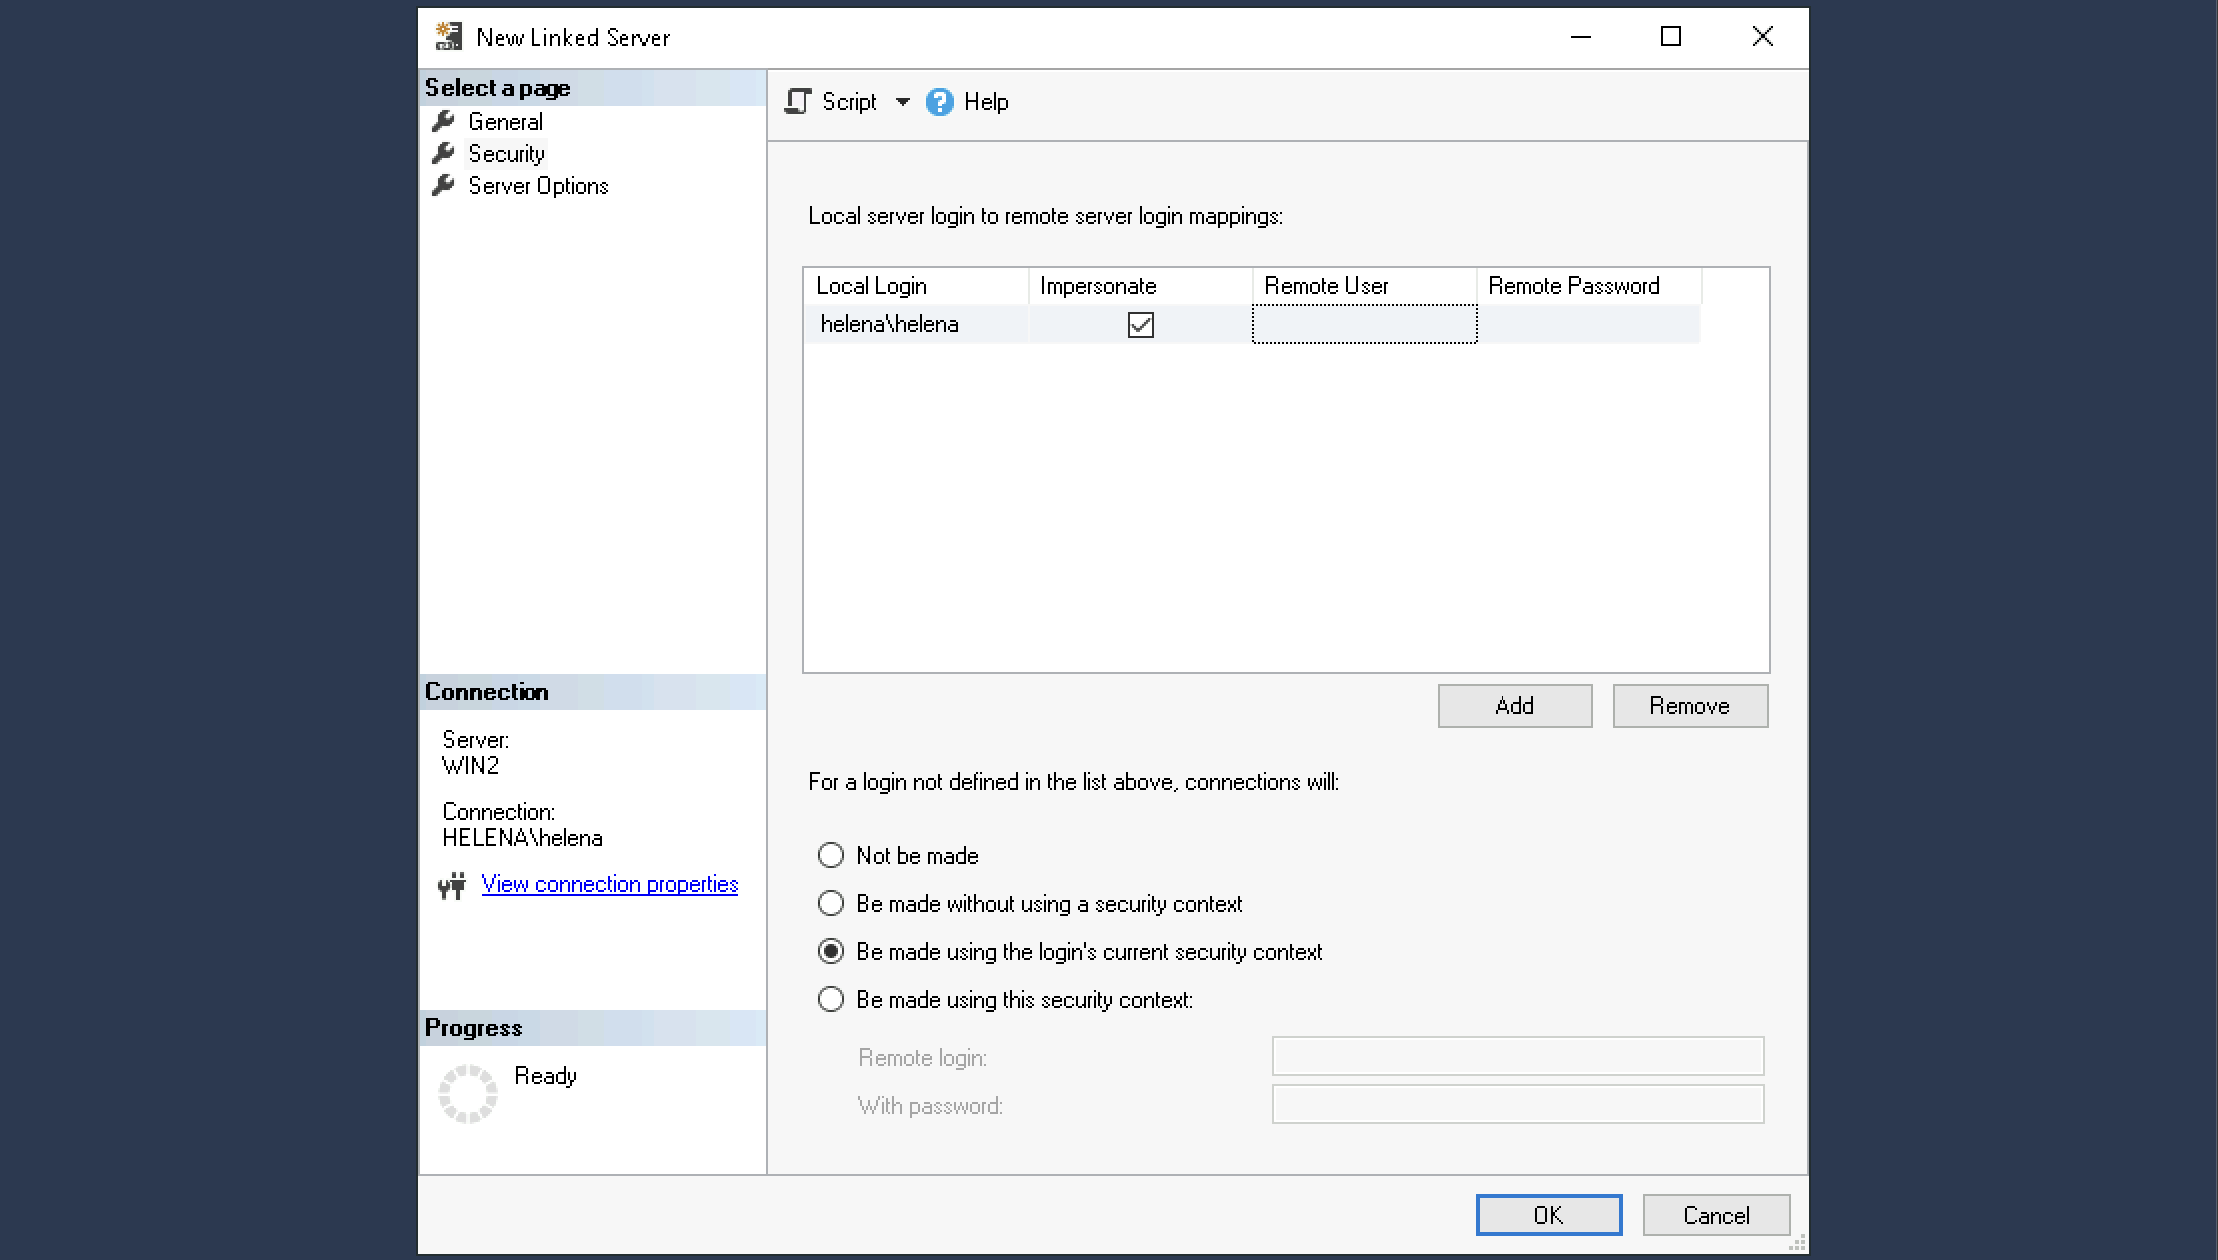 New Linked Server
Select a page
General
Security
Server Options
Script
Help
Local server login to remote server login mappings:
Local Login Impersonate Remote User Remote Password
helena\helena
Add Remove
For a login not defined in the list above, connections will:
Not be made
Be made without using a security context
Be made using the login's current security context
Be made using this security context:
Remote login:
With password:
Connection
Server:
WIN2
Connection:
HELENA\helena
View connection properties
Progress
Ready
OK Cancel